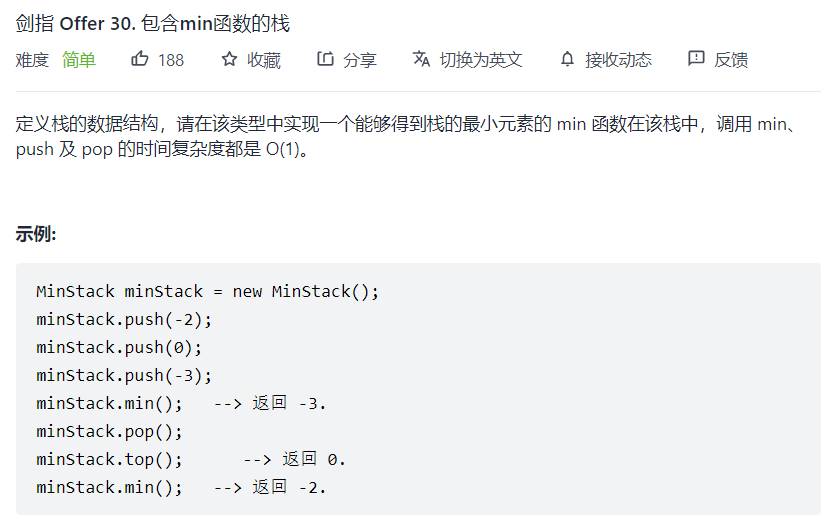 剑指 Offer 30. 包含min函数的栈
难度 简单 188 收藏 分享 切换为英文 接收动态 反馈
定义栈的数据结构，请在该类型中实现一个能够得到栈的最小元素的 min 函数在该栈中，调用 min、
push 及 pop 的时间复杂度都是 O(1)。
示例:
MinStack minStack = new MinStack();
minStack.push(-2);
minStack.push(0);
minStack.push(-3);
minStack.min();   --> 返回 -3.
minStack.pop();
minStack.top();      --> 返回 0.
minStack.min();   --> 返回 -2.